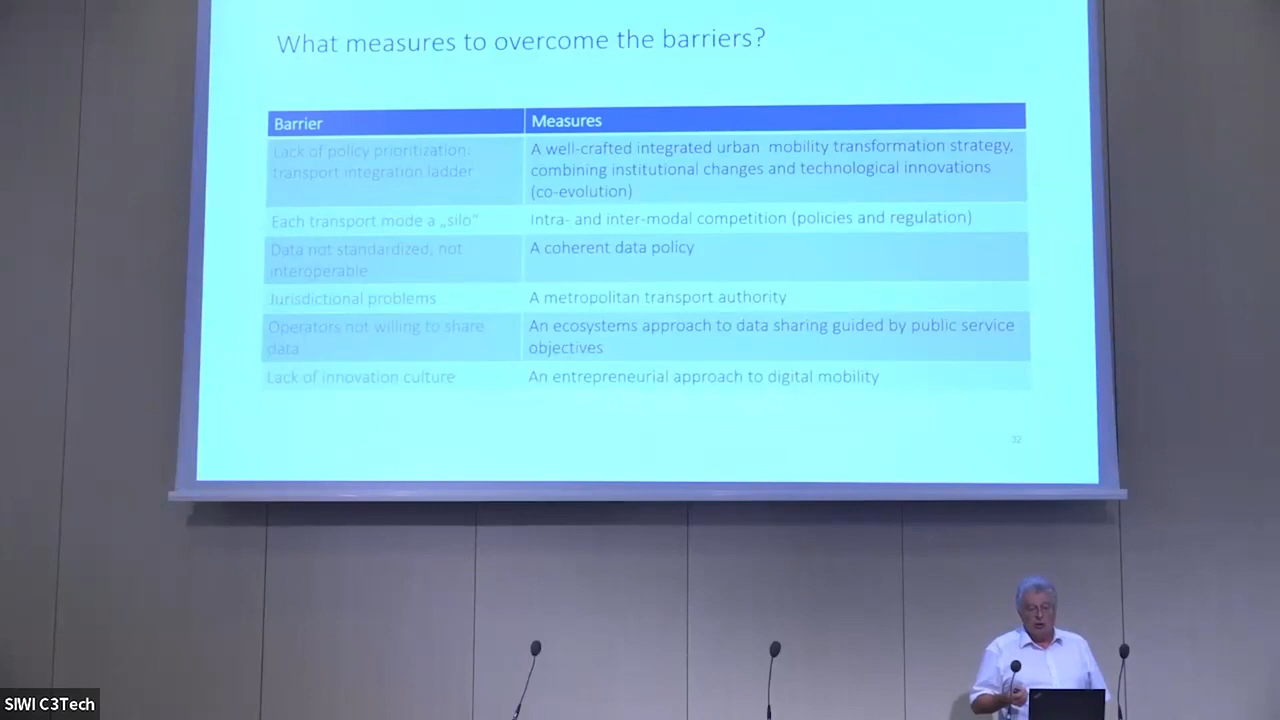 What measures to overcome the barriers?
Barrier
Measures
Lack of policy prioritization:
transport integration ladder
A well-crafted integrated urban mobility transformation strategy,
combining institutional changes and technological innovations
(co-evolution)
Each transport mode a „silo"
Intra- and inter-modal competition (policies and regulation)
Data not standardized, not
interoperable
A coherent data policy
Jurisdictional problems
A metropolitan transport authority
Operators not willing to share
data
An ecosystems approach to data sharing guided by public service
objectives
Lack of innovation culture
An entrepreneurial approach to digital mobility
32
SIWI C3Tech